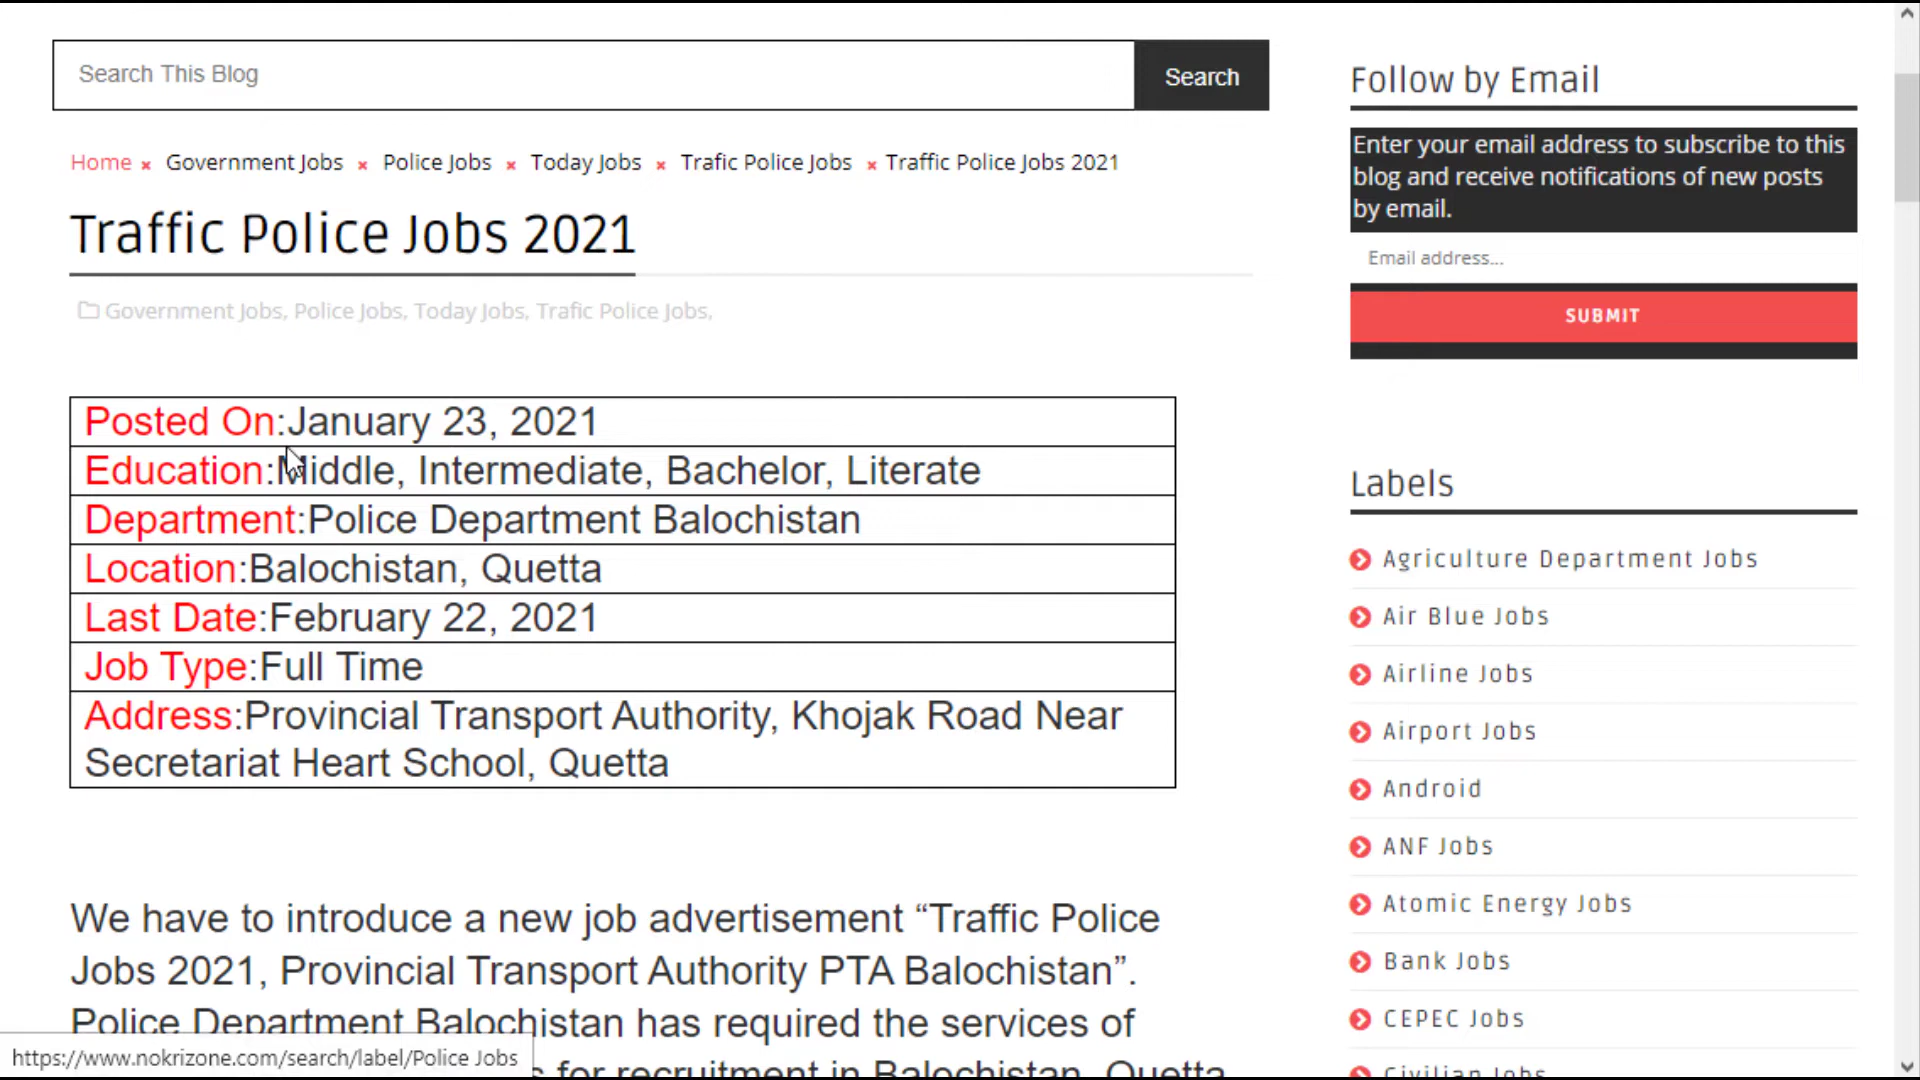 Search This Blog
Search
Home × Government Jobs × Police Jobs × Today Jobs × Trafic Police Jobs × Traffic Police Jobs 2021
Traffic Police Jobs 2021
Government Jobs, Police Jobs, Today Jobs, Trafic Police Jobs,
Posted On:January 23, 2021
Education:Middle, Intermediate, Bachelor, Literate
Department:Police Department Balochistan
Location:Balochistan, Quetta
Last Date:February 22, 2021
Job Type:Full Time
Address:Provincial Transport Authority, Khojak Road Near
Secretariat Heart School, Quetta
We have to introduce a new job advertisement “Traffic Police
Jobs 2021, Provincial Transport Authority PTA Balochistan”.
Police Department Balochistan has required the services of
for recruitment in Balochistan, Quetta
https://www.nokrizone.com/search/label/Police Jobs
Follow by Email
Enter your email address to subscribe to this
blog and receive notifications of new posts
by email.
Email address...
SUBMIT
Labels
Agriculture Department Jobs
Air Blue Jobs
Airline Jobs
Airport Jobs
Android
ANF Jobs
Atomic Energy Jobs
Bank Jobs
CEPEC Jobs
Civilian Jobs